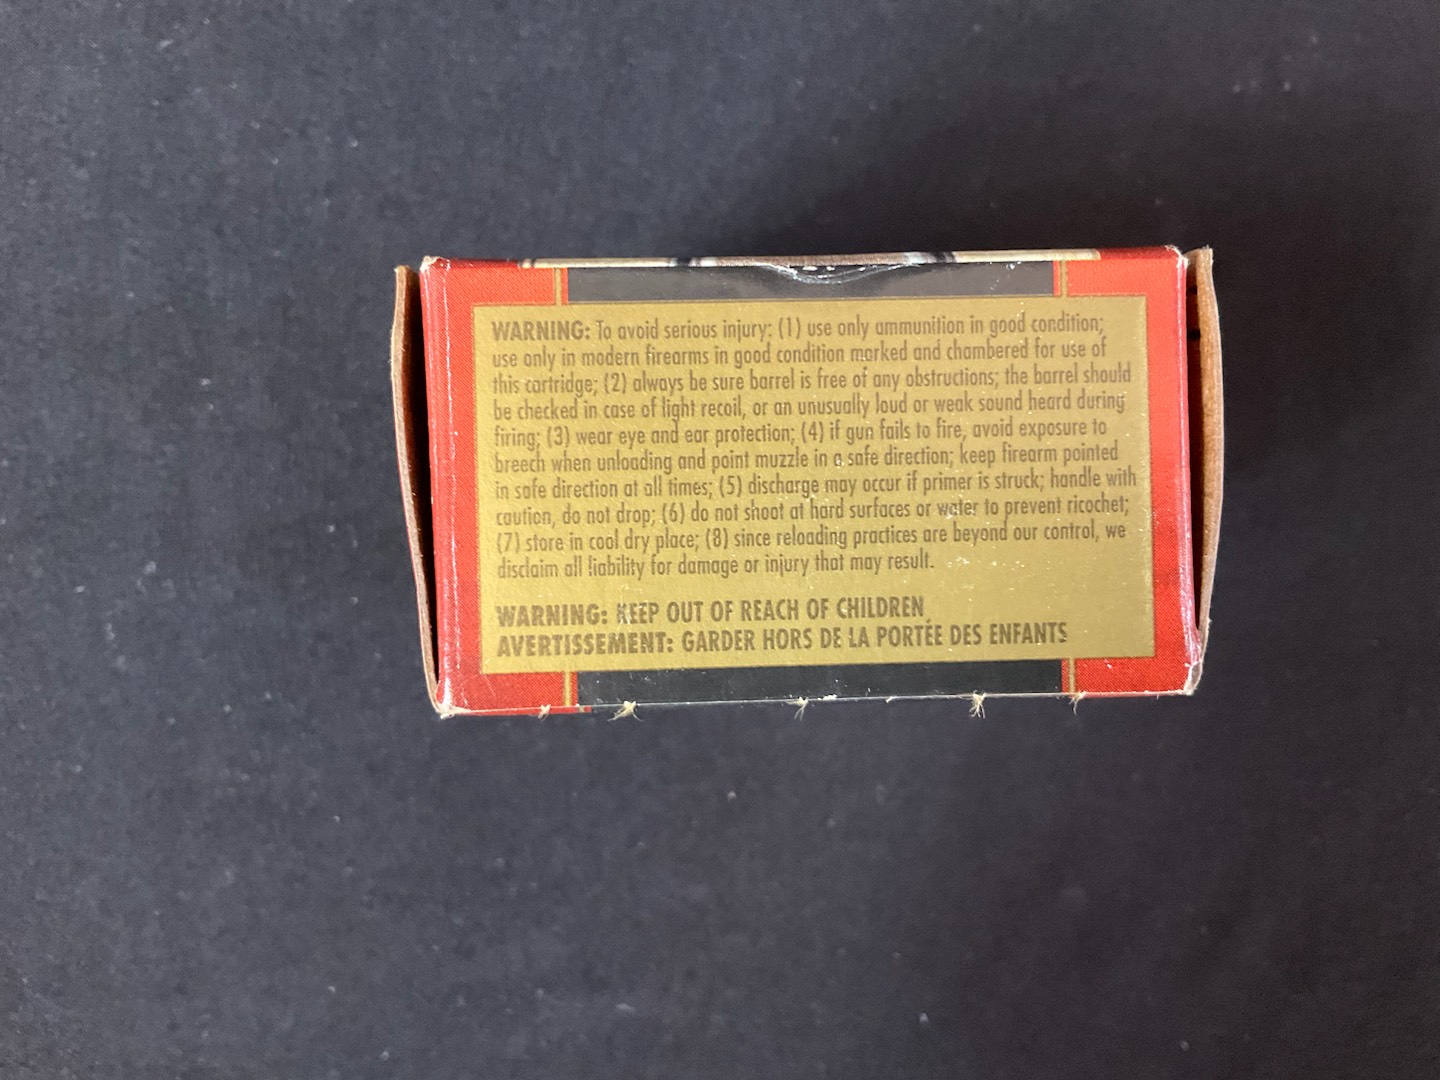 WARNING: To avoid serious injury: (1) use only ammunition in good condition;
use only in modern firearms in good condition marked and chambered for use of
this cartridge; (2) always be sure barrel is free of any obstructions; the barrel should
be checked in case of light recoil, or an unusually loud or weak sound heard during
firing; (3) wear eye and ear protection; (4) if gun fails to fire, avoid exposure to
breech when unloading and point muzzle in a safe direction; keep firearm pointed
in safe direction at all times; (5) discharge may occur if primer is struck; handle with
caution, do not drop; (6) do not shoot at hard surfaces or water to prevent ricochet;
(7) store in cool dry place; (8) since reloading practices are beyond our control, we
disclaim all liability for damage or injury that may result.
WARNING: KEEP OUT OF REACH OF CHILDREN
AVERTISSEMENT: GARDER HORS DE LA PORTÉE DES ENFANTS